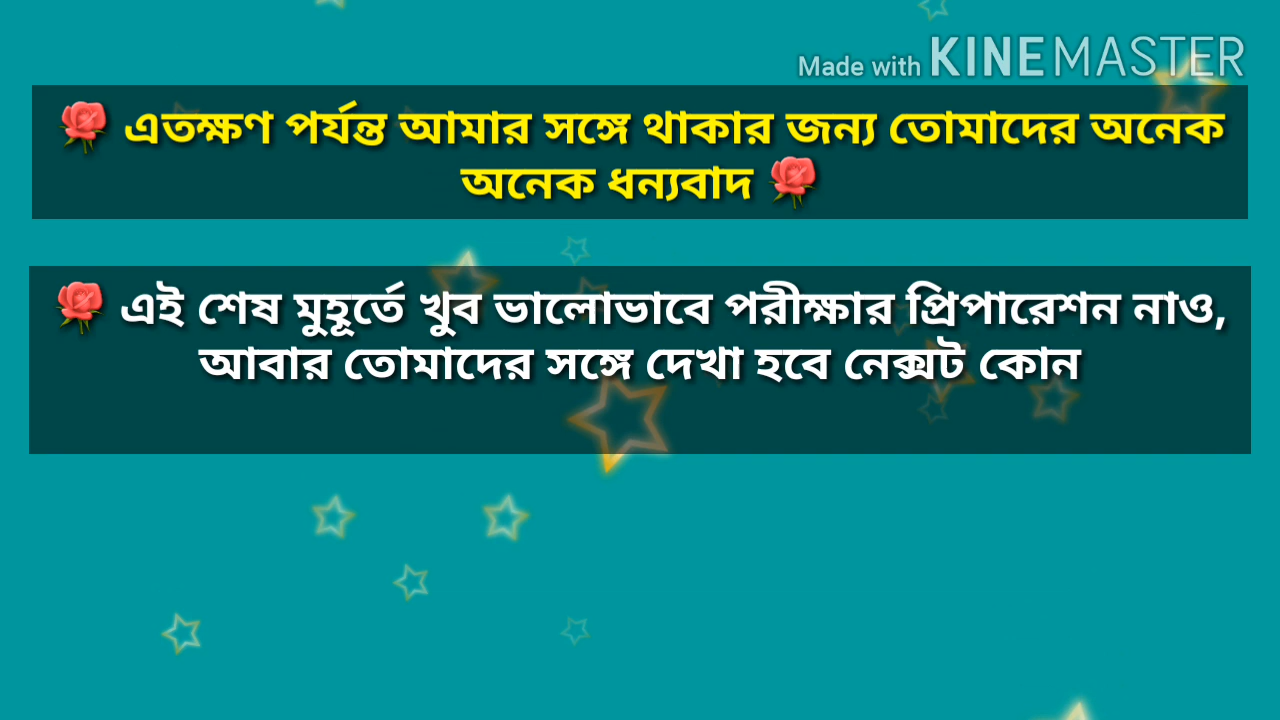 Made with KINEMASTER
🌹 এতক্ষণ পর্যন্ত আমার সঙ্গে থাকার জন্য তোমাদের অনেক
অনেক ধন্যবাদ 🌹
🌹 এই শেষ মুহূর্তে খুব ভালোভাবে পরীক্ষার প্রিপারেশন নাও,
আবার তোমাদের সঙ্গে দেখা হবে নেক্সট কোন